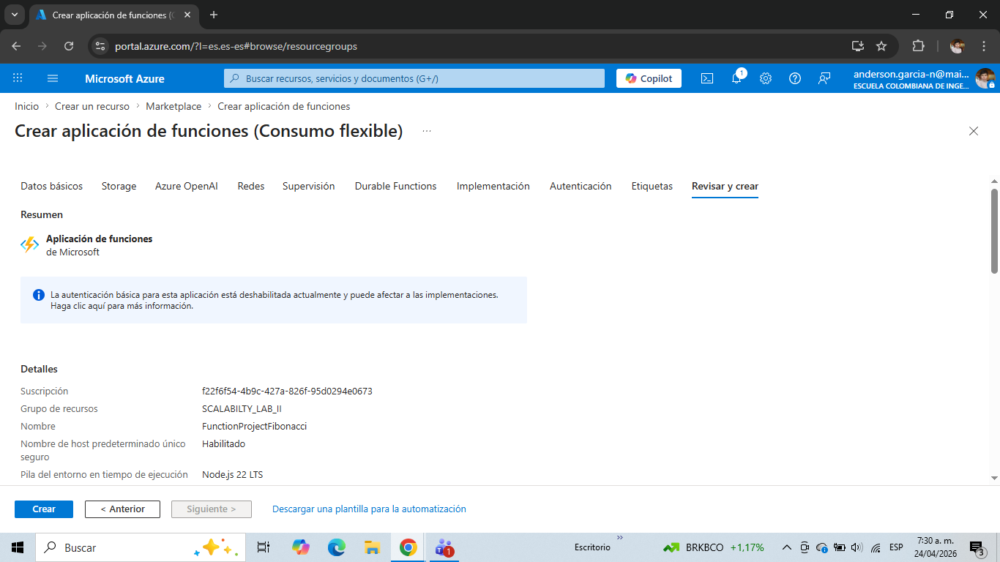 Crear aplicación de funciones (C
portal.azure.com/?l=es.es-es#browse/resourcegroups
Microsoft Azure
Buscar recursos, servicios y documentos (G+/)
Copilot
1
anderson.garcia-n@mai...
ESCUELA COLOMBIANA DE INGE...
Inicio > Crear un recurso > Marketplace > Crear aplicación de funciones
Crear aplicación de funciones (Consumo flexible) ...
Datos básicos Storage Azure OpenAI Redes Supervisión Durable Functions Implementación Autenticación Etiquetas Revisar y crear
Resumen
Aplicación de funciones
de Microsoft
La autenticación básica para esta aplicación está deshabilitada actualmente y puede afectar a las implementaciones.
Haga clic aquí para más información.
Detalles
Suscripción f22f6f54-4b9c-427a-826f-95d0294e0673
Grupo de recursos SCALABILTY_LAB_II
Nombre FunctionProjectFibonacci
Nombre de host predeterminado único Habilitado
seguro
Pila del entorno en tiempo de ejecución Node.js 22 LTS
Crear < Anterior Siguiente > Descargar una plantilla para la automatización
Buscar
1
Escritorio »
BRKBCO +1,17%
ESP
7:30 a. m.
24/04/2026
3